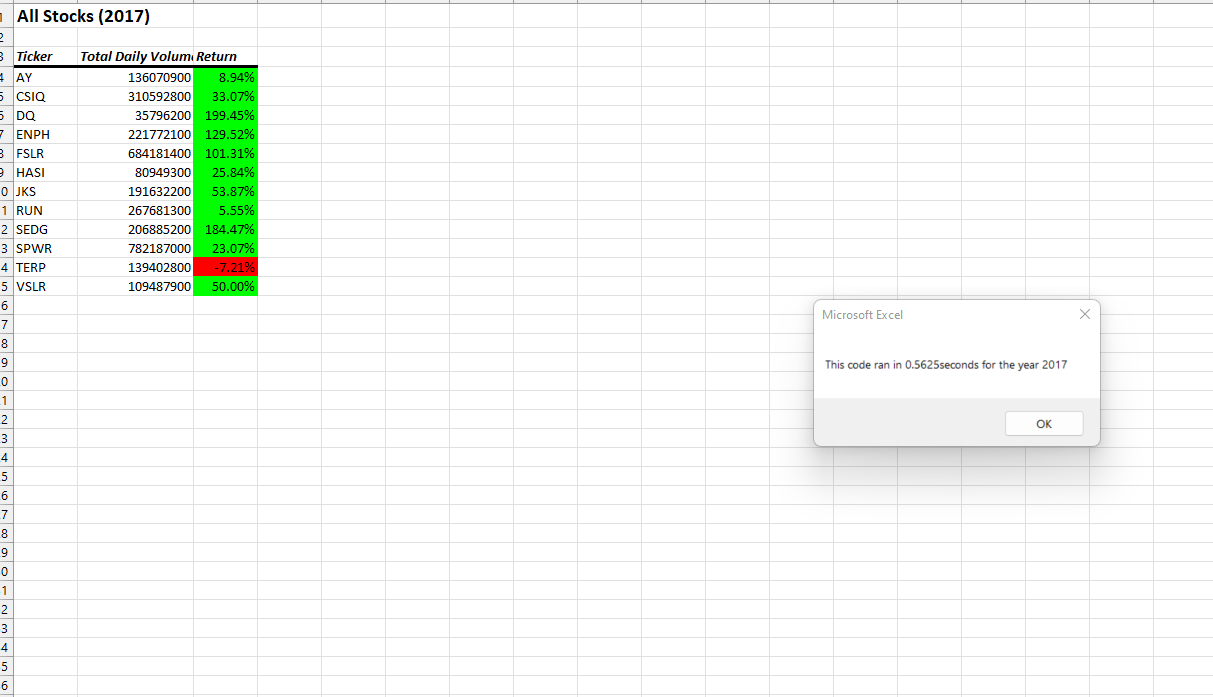 1 All Stocks (2017)
2
3 Ticker Total Daily Volum Return
4 AY 136070900 8.94%
5 CSIQ 310592800 33.07%
6 DQ 35796200 199.45%
7 ENPH 221772100 129.52%
8 FSLR 684181400 101.31%
9 HASI 80949300 25.84%
0 JKS 191632200 53.87%
1 RUN 267681300 5.55%
2 SEDG 206885200 184.47%
3 SPWR 782187000 23.07%
4 TERP 139402800 -7.21%
5 VSLR 109487900 50.00%
6
7
8
9
0
1
2
3
4
5
6
7
8
9
0
1
2
3
4
5
6
Microsoft Excel
This code ran in 0.5625seconds for the year 2017
OK